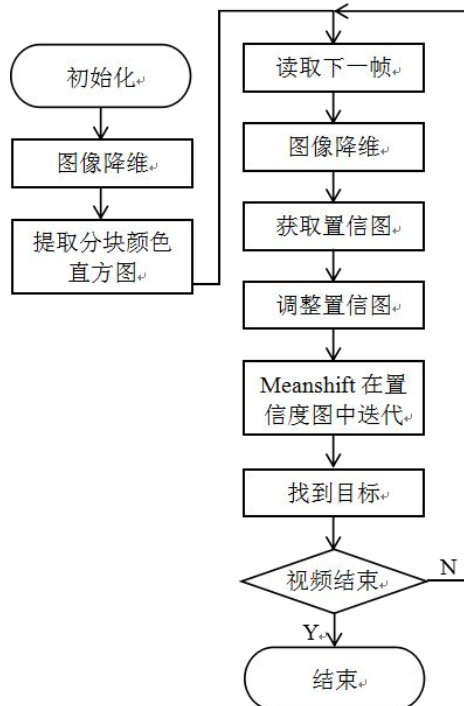 初始化
图像降维
提取分块颜色
直方图
读取下一帧
图像降维
获取置信图
调整置信图
Meanshift 在置
信度图中迭代
找到目标
视频结束
N
Y
结束